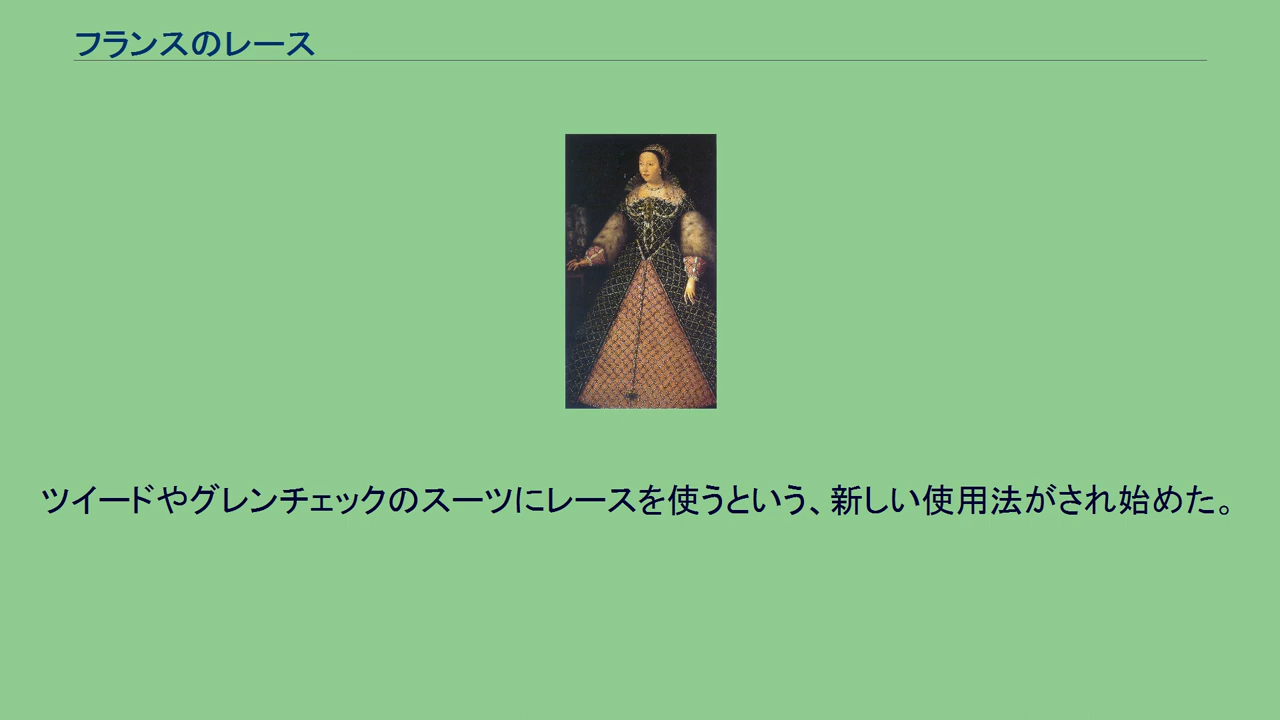 フランスのレース
ツイードやグレンチェックのスーツにレースを使うという、新しい使用法がされ始めた。